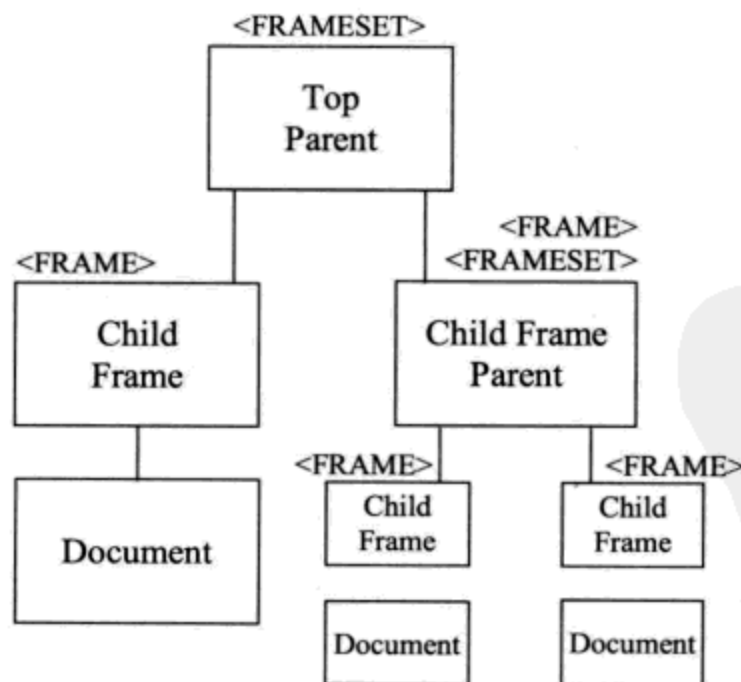 <FRAMESET>
Top
Parent
<FRAME>
<FRAME>
<FRAMESET>
Child
Frame
Child Frame
Parent
<FRAME>
<FRAME>
Document
Child
Frame
Child
Frame
Document
Document